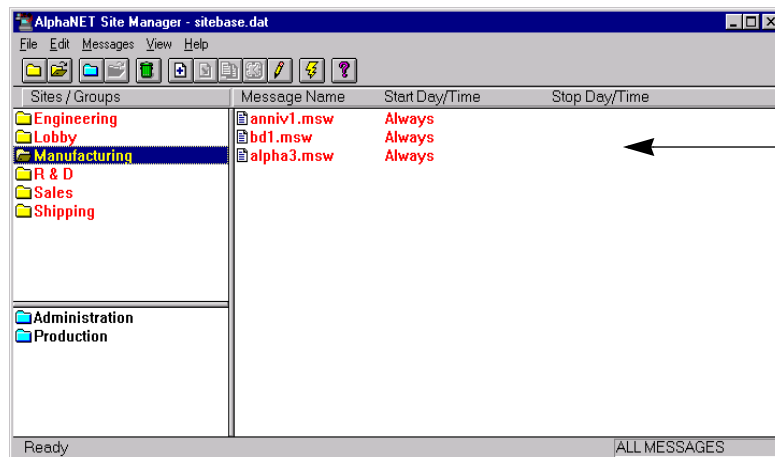 AlphaNET Site Manager - sitebase.dat
File Edit Messages View Help
Sites / Groups Message Name Start Day/Time Stop Day/Time
Engineering anniv1.msw Always
Lobby bd1.msw Always
Manufacturing alpha3.msw Always
R & D
Sales
Shipping
Administration
Production
Ready ALL MESSAGES